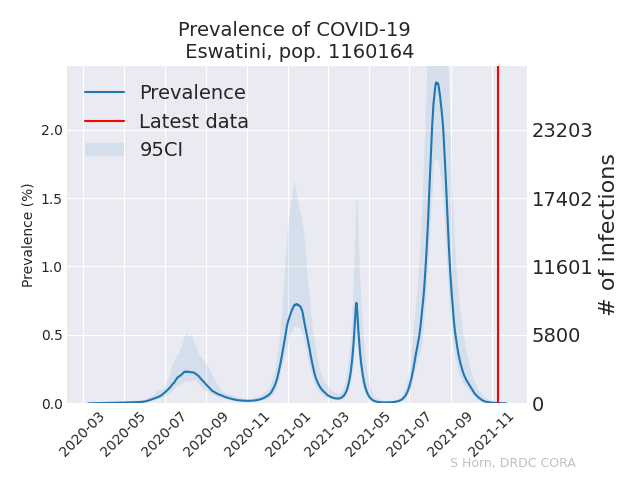 Prevalence of COVID-19
Eswatini, pop. 1160164
Prevalence
Latest data
95CI
Prevalence (%)
2.0
1.5
1.0
0.5
0.0
23203
17402
11601
5800
0
# of infections
2020-03
2020-05
2020-07
2020-09
2020-11
2021-01
2021-03
2021-05
2021-07
2021-09
2021-11
S Horn, DRDC CORA